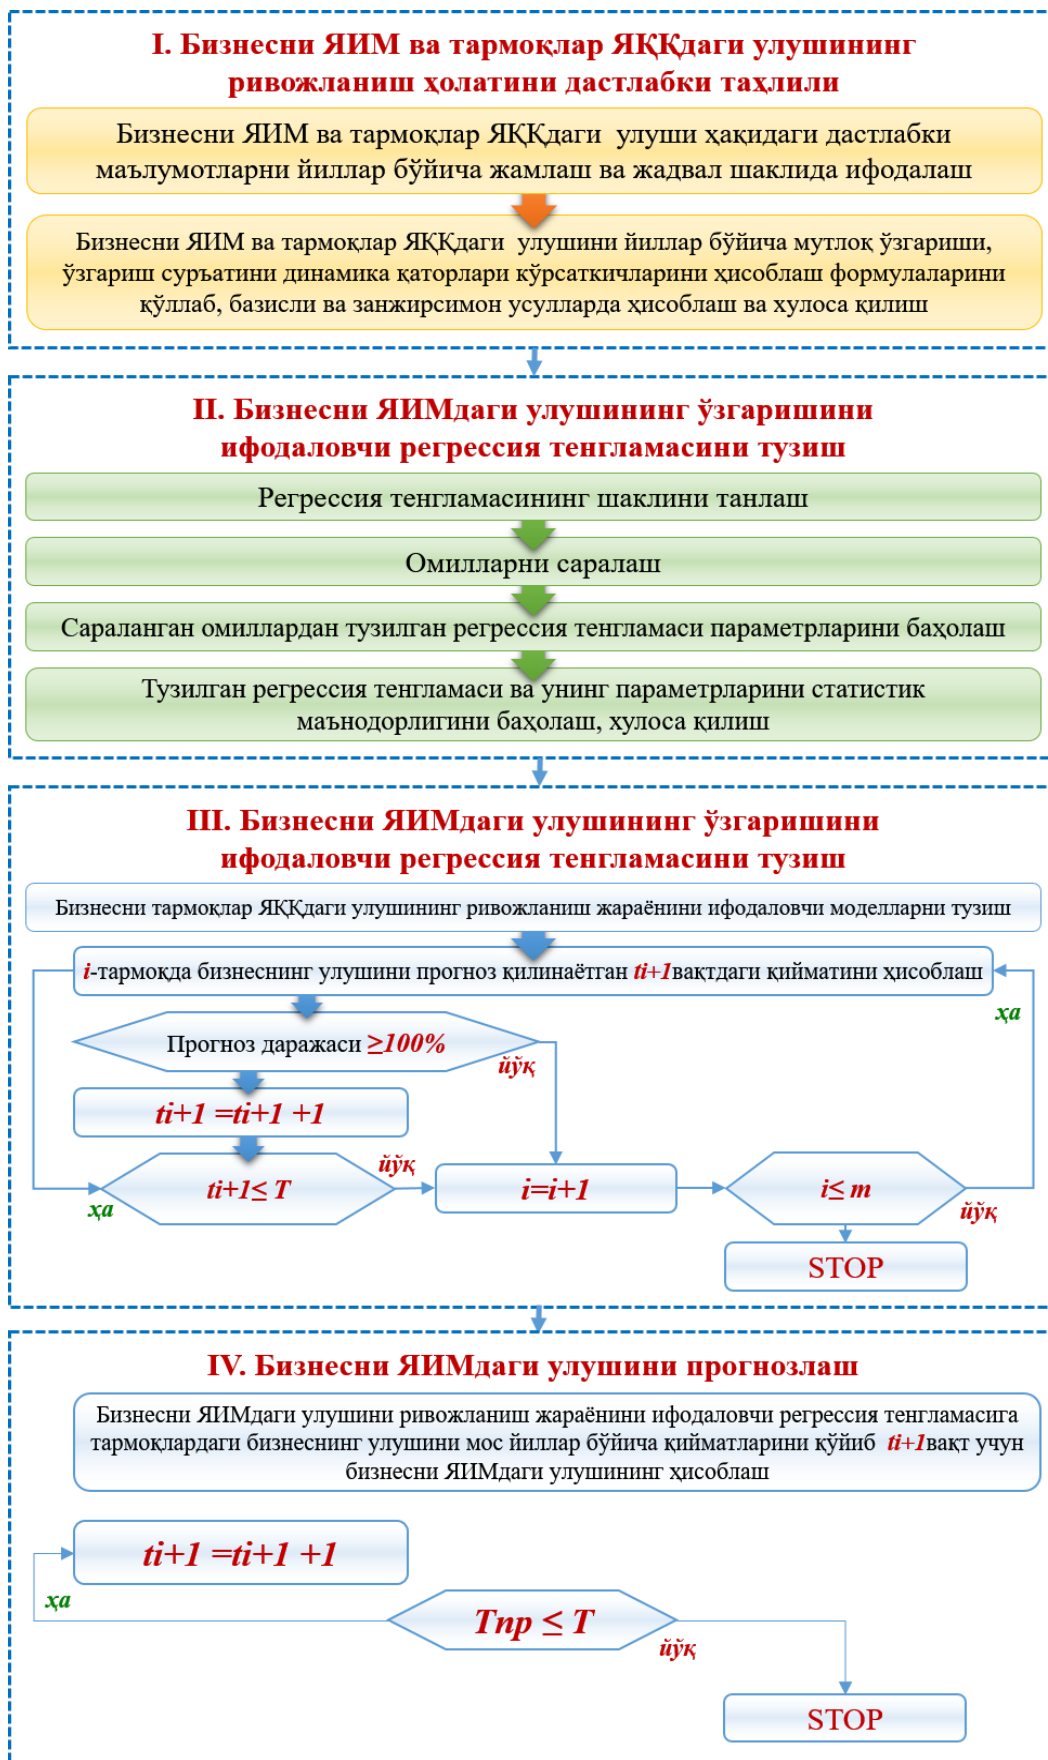 I. Бизнесни ЯИМ ва тармоқлар ЯҚҚдаги улушининг
ривожланиш ҳолатини дастлабки таҳлили
Бизнесни ЯИМ ва тармоқлар ЯҚҚдаги улуши ҳақидаги дастлабки
маълумотларни йиллар бўйича жамлаш ва жадвал шаклида ифодалаш
Бизнесни ЯИМ ва тармоқлар ЯҚҚдаги улушини йиллар бўйича мутлоқ ўзгариши,
ўзгариш суръатини динамика қаторлари кўрсаткичларини ҳисоблаш формулаларини
қўллаб, базисли ва занжирсимон усулларда ҳисоблаш ва хулоса қилиш
II. Бизнесни ЯИМдаги улушининг ўзгаришини
ифодаловчи регрессия тенгламасини тузиш
Регрессия тенгламасининг шаклини танлаш
Омилларни саралаш
Сараланган омиллардан тузилган регрессия тенгламаси параметрларини баҳолаш
Тузилган регрессия тенгламаси ва унинг параметрларини статистик
маънодорлигини баҳолаш, хулоса қилиш
III. Бизнесни ЯИМдаги улушининг ўзгаришини
ифодаловчи регрессия тенгламасини тузиш
Бизнесни тармоқлар ЯҚҚдаги улушининг ривожланиш жараёнини ифодаловчи моделларни тузиш
i-тармоқда бизнеснинг улушини прогноз қилинаётган ti+1вақтдаги қийматини ҳисоблаш
ҳа
Прогноз даражаси ≥100%
йўқ
ti+1 =ti+1 +1
ti+1≤ T
йўқ
ҳа
i=i+1
i≤ m
йўқ
STOP
IV. Бизнесни ЯИМдаги улушини прогнозлаш
Бизнесни ЯИМдаги улушини ривожланиш жараёнини ифодаловчи регрессия тенгламасига
тармоқлардаги бизнеснинг улушини мос йиллар бўйича қийматларини қўйиб ti+1вақт учун
бизнесни ЯИМдаги улушининг ҳисоблаш
ti+1 =ti+1 +1
ҳа
Tпр ≤ T
йўқ
STOP